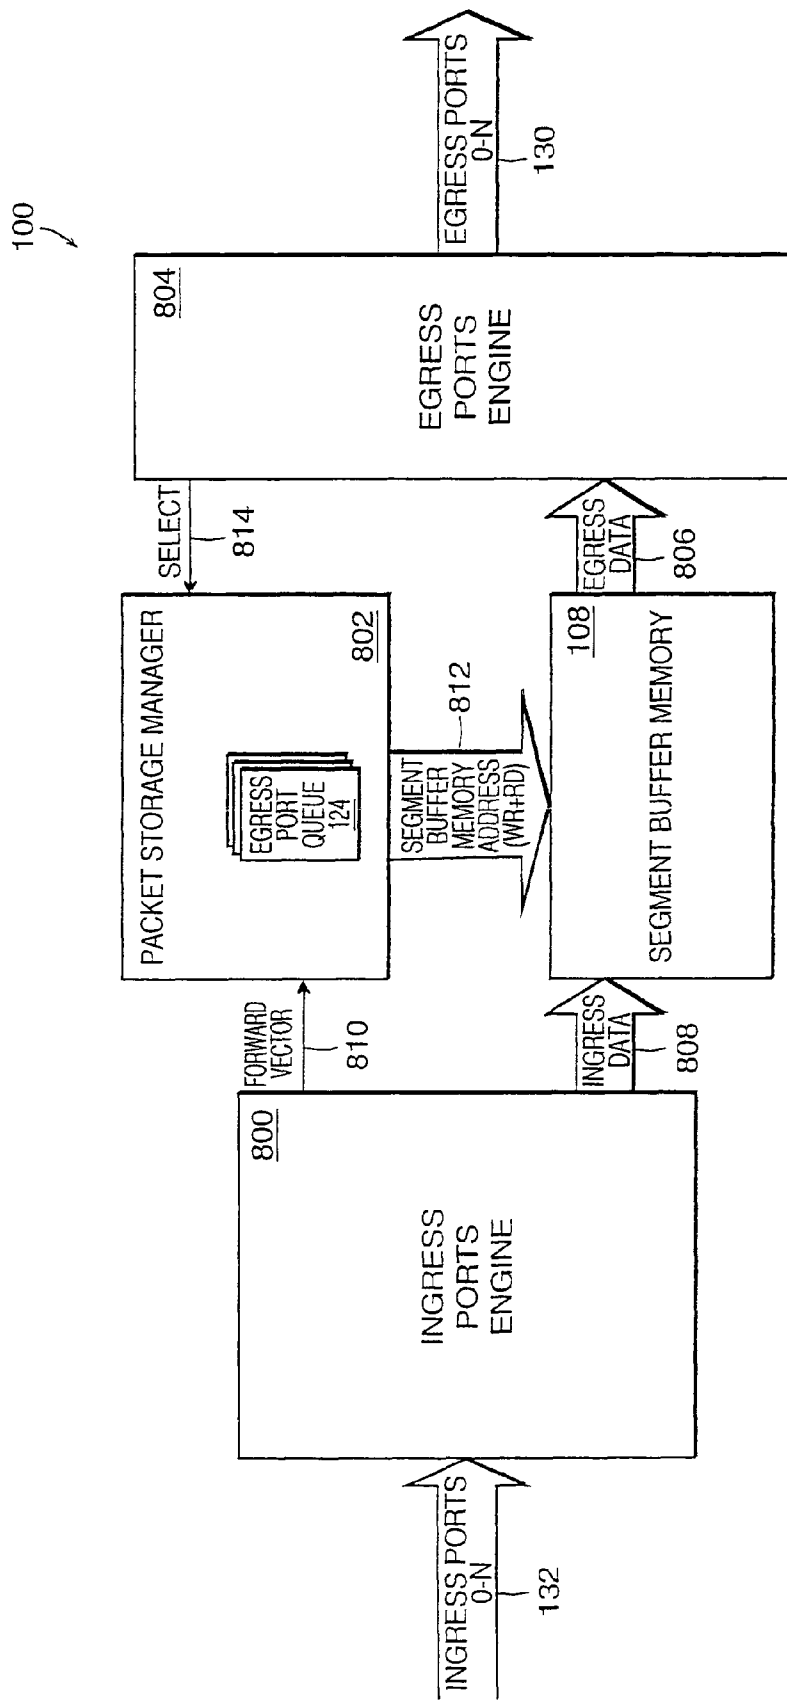 100
INGRESS PORTS
0-N
132
800
INGRESS
PORTS
ENGINE
FORWARD
VECTOR
810
INGRESS
DATA
808
PACKET STORAGE MANAGER
802
EGRESS
PORT
QUEUE
124
SEGMENT
BUFFER
MEMORY
ADDRESS
(WR+RD)
812
108
SEGMENT BUFFER MEMORY
SELECT
814
EGRESS
DATA
806
804
EGRESS
PORTS
ENGINE
EGRESS PORTS
0-N
130